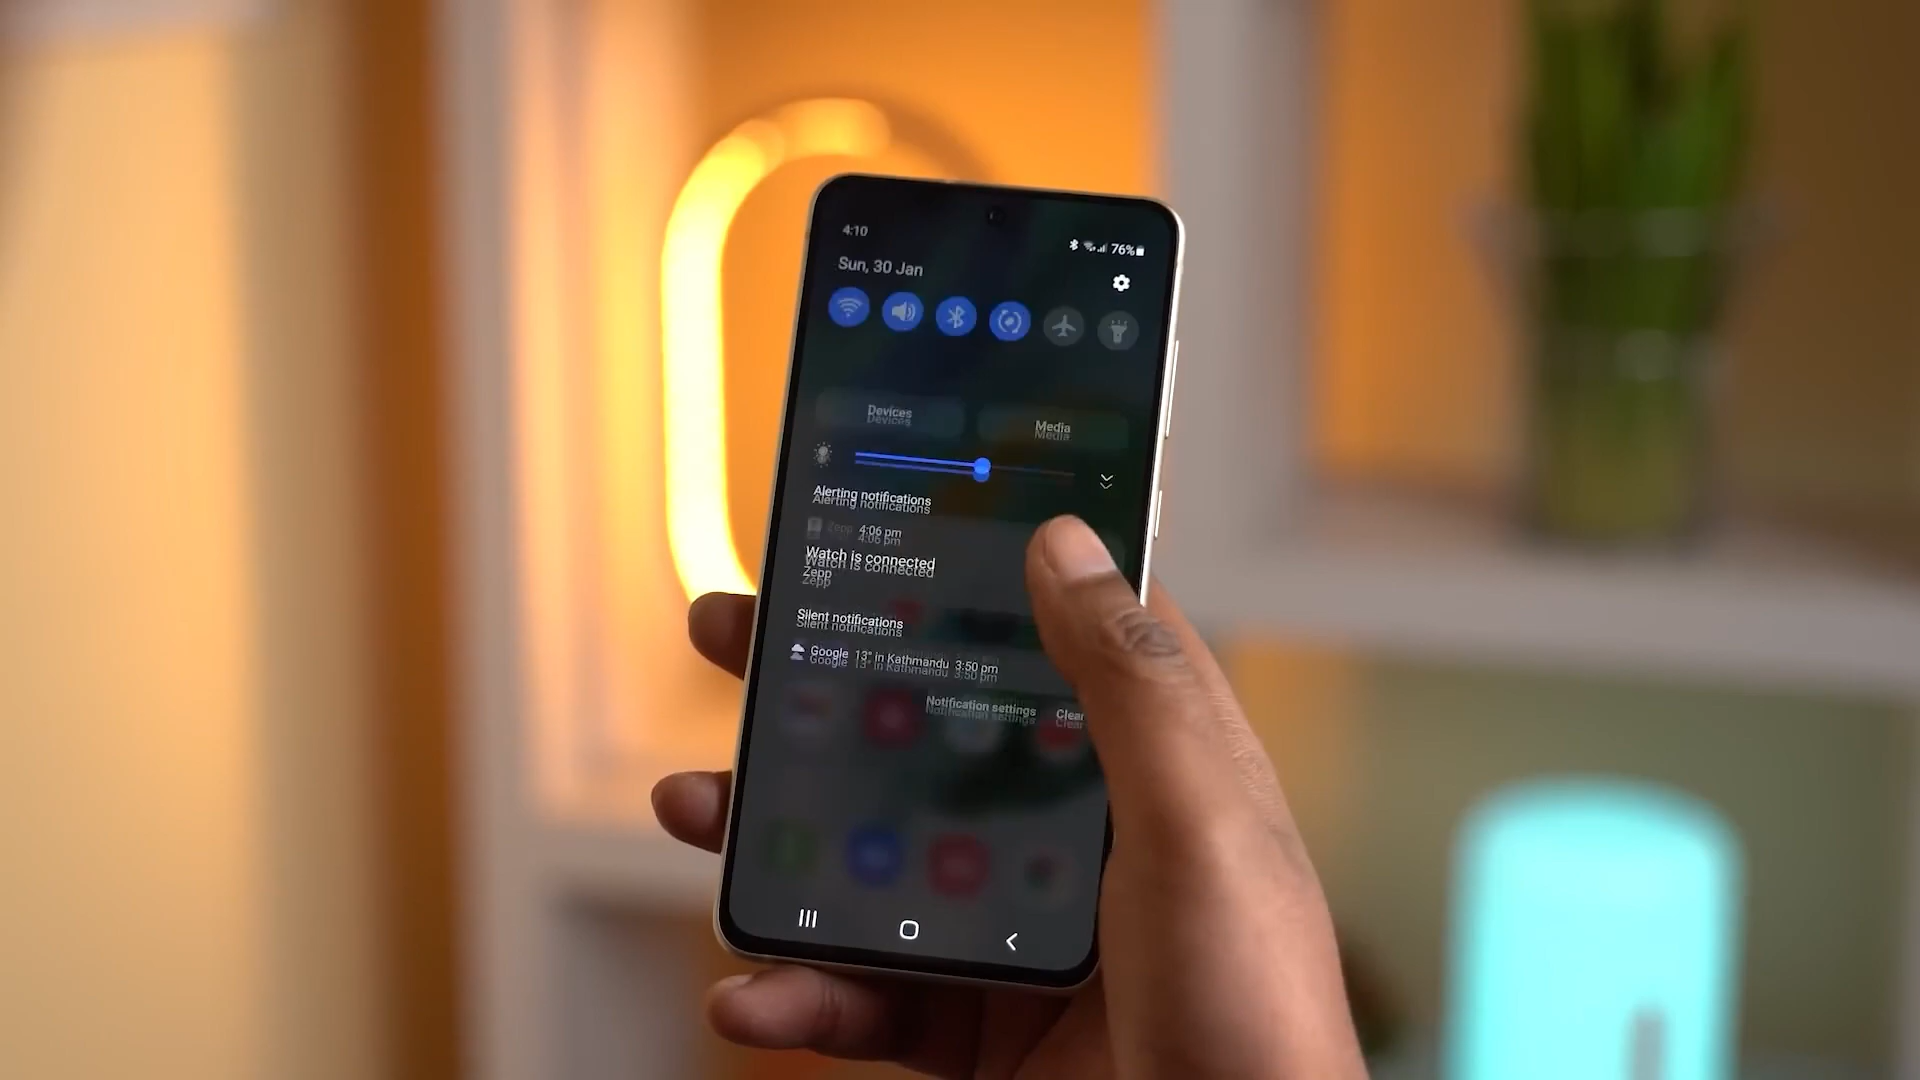 4:10
76%
Sun, 30 Jan
Devices
Media
Alerting notifications
Zepp 4:06 pm
Watch is connected
Zepp
Silent notifications
Google 13° in Kathmandu 3:50 pm
Notification settings
Clear